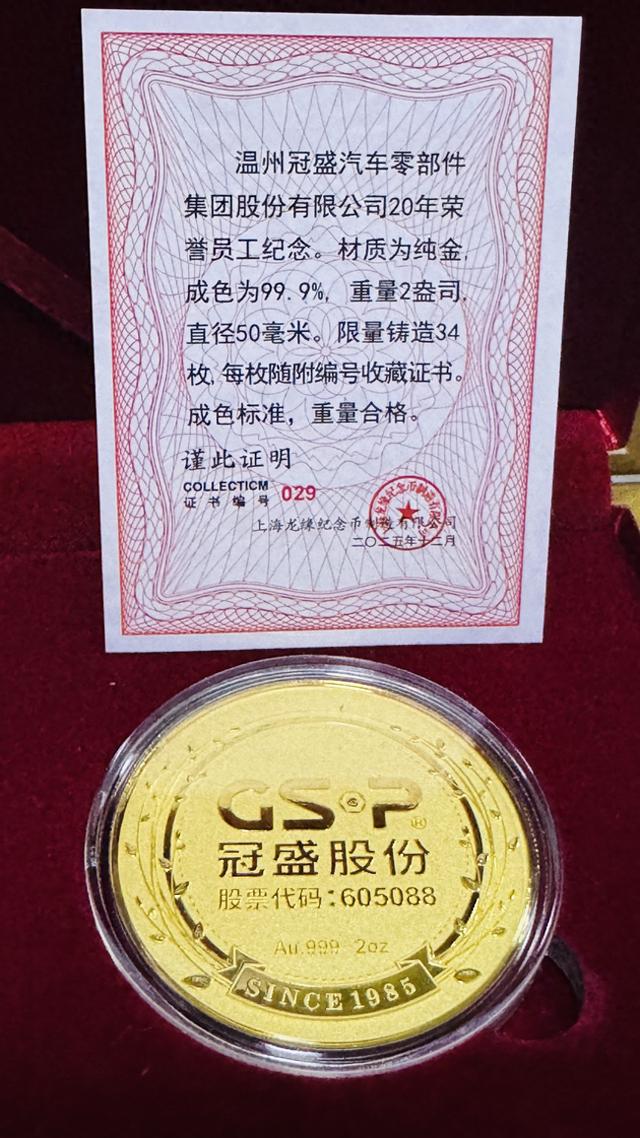 温州冠盛汽车零部件
集团股份有限公司20年荣
誉员工纪念。材质为纯金,
成色为99.9%, 重量2盎司,
直径50毫米。限量铸造34
枚,每枚随附编号收藏证书。
成色标准，重量合格。
谨此证明
COLLECTICM
证书编号 029
上海龙缘纪念币制造有限公司
二〇二五年十二月
GS·P®
冠盛股份
股票代码:605088
Au.999 2oz
SINCE1985